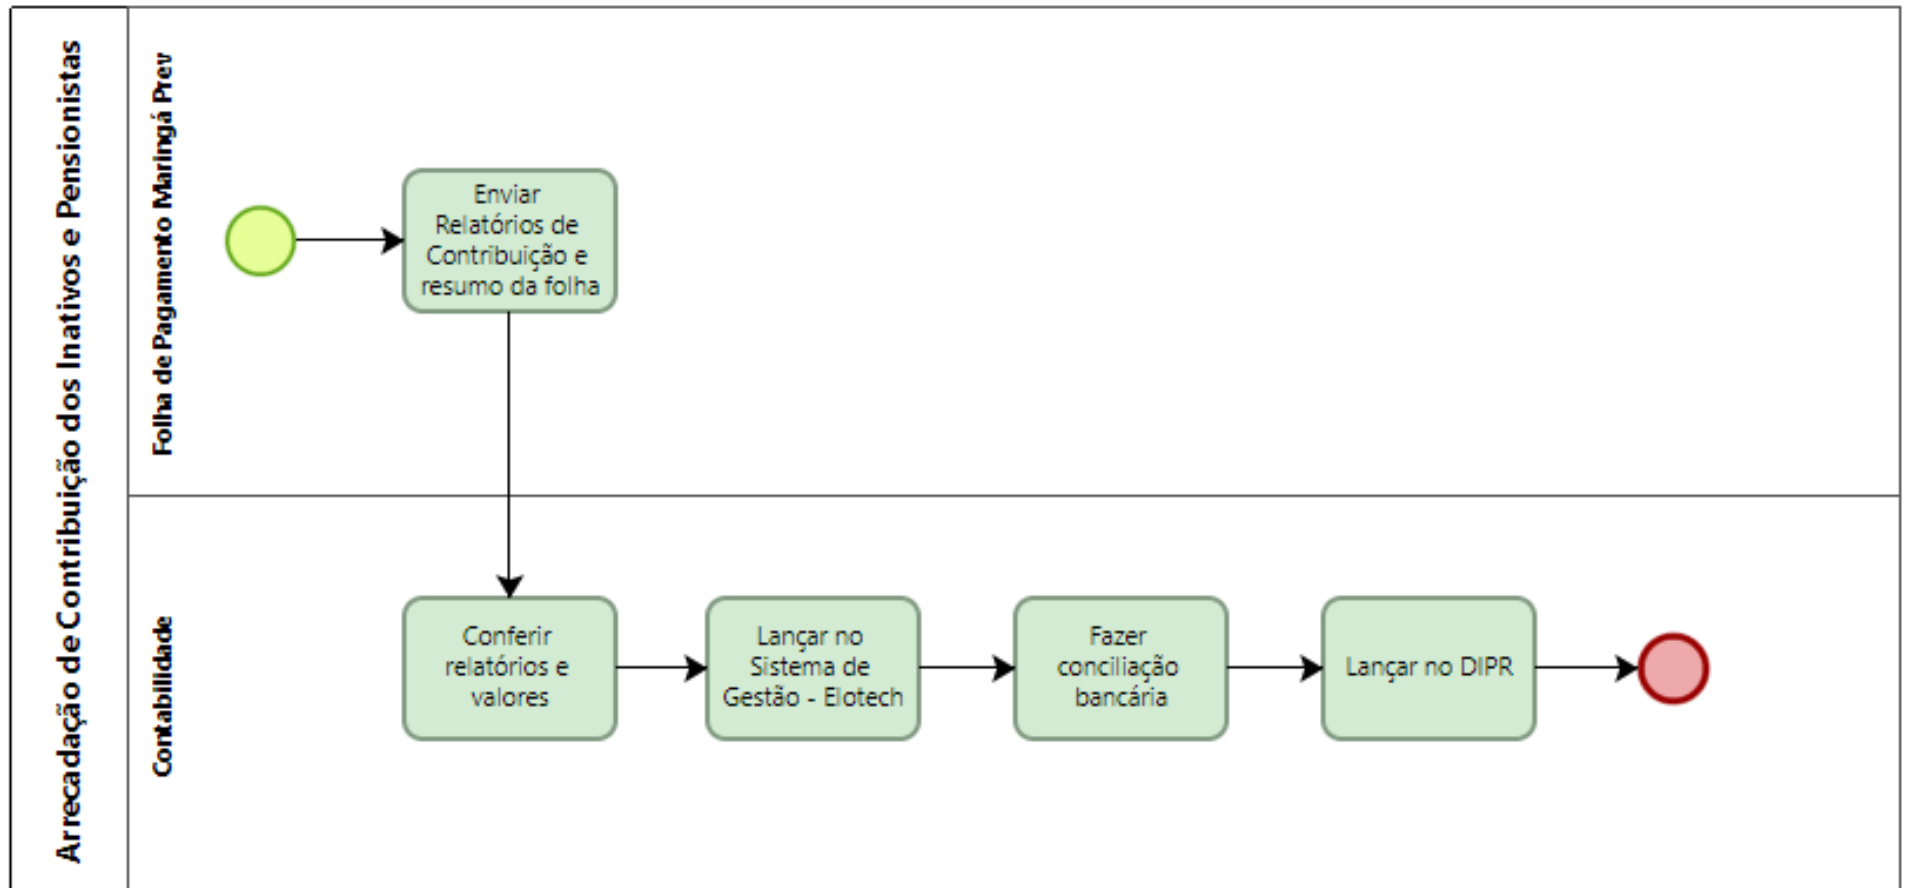 Arrecadação de Contribuição dos Inativos e Pensionistas
Folha de Pagamento Maringá Prev
Enviar
Relatórios de
Contribuição e
resumo da folha
Contabilidade
Conferir
relatórios e
valores
Lançar no
Sistema de
Gestão - Elotech
Fazer
conciliação
bancária
Lançar no DIPR